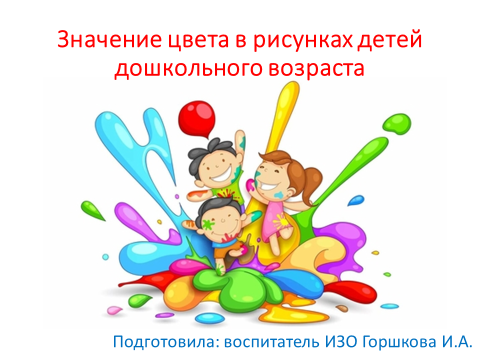 Значение цвета в рисунках детей
дошкольного возраста
Подготовила: воспитатель ИЗО Горшкова И.А.